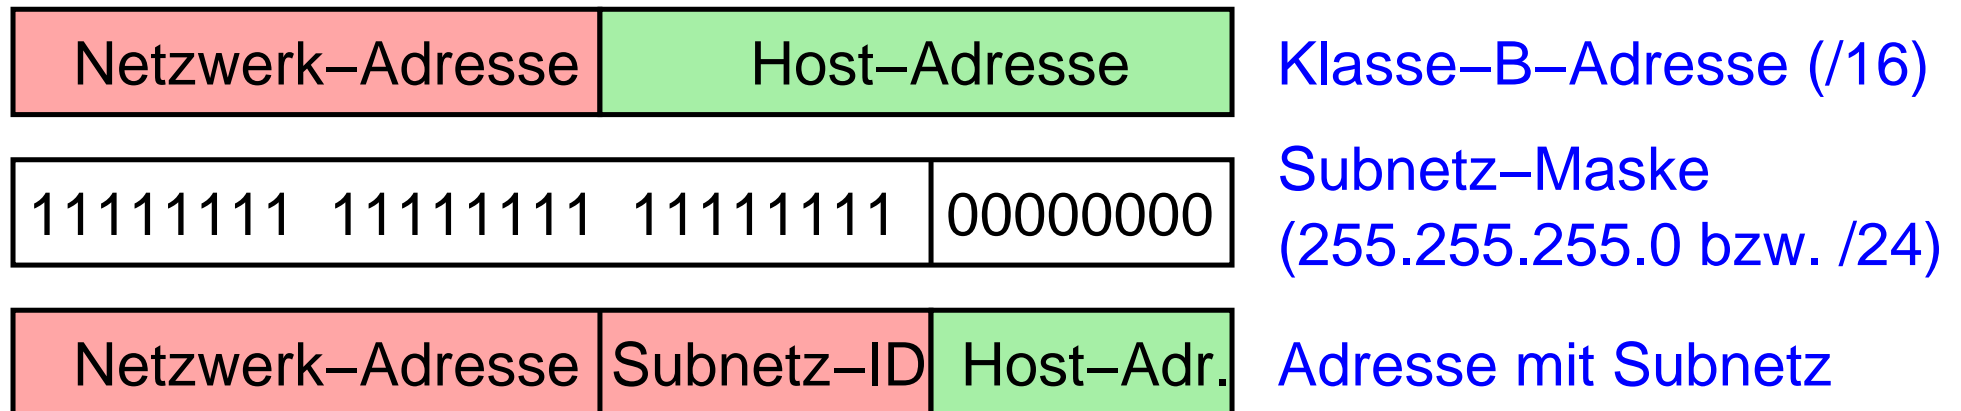 Netzwerk–Adresse Host–Adresse Klasse–B–Adresse (/16)
11111111 11111111 11111111 00000000 Subnetz–Maske
(255.255.255.0 bzw. /24)
Netzwerk–Adresse Subnetz–ID Host–Adr. Adresse mit Subnetz